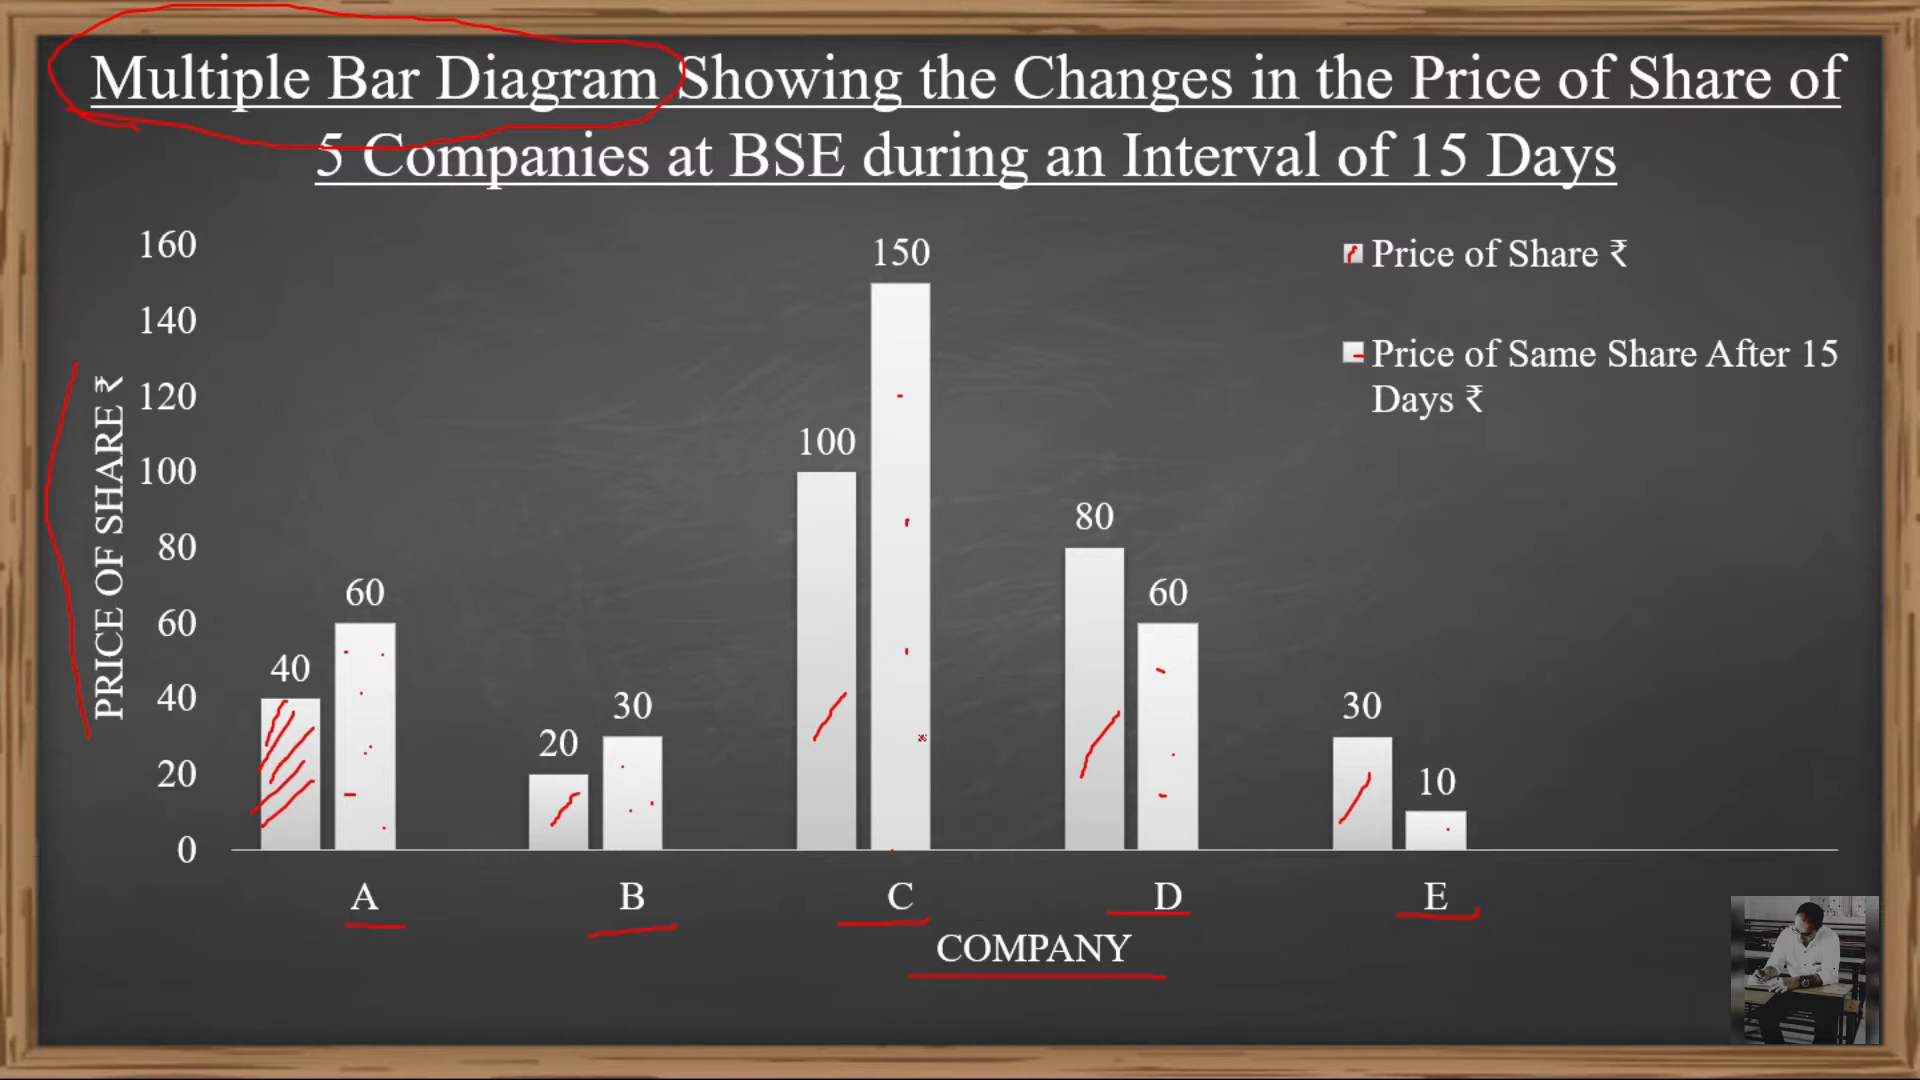 Multiple Bar Diagram Showing the Changes in the Price of Share of
5 Companies at BSE during an Interval of 15 Days
PRICE OF SHARE ₹
160
140
120
100
80
60
40
20
0
40
60
20
30
100
150
80
60
30
10
A
B
C
D
E
COMPANY
Price of Share ₹
Price of Same Share After 15
Days ₹